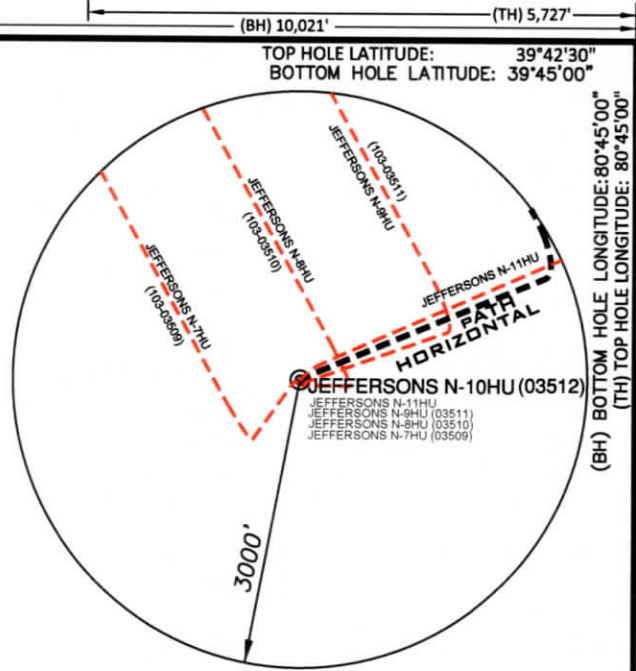 (BH) 10,021'
(TH) 5,727'
TOP HOLE LATITUDE: 39°42'30"
BOTTOM HOLE LATITUDE: 39°45'00"
(BH) BOTTOM HOLE LONGITUDE: 80°45'00"
(TH) TOP HOLE LONGITUDE: 80°45'00"
JEFFERSONS N-7HU
(103-03509)
JEFFERSONS N-8HU
(103-03510)
(103-03511)
JEFFERSONS N-9HU
JEFFERSONS N-11HU
PATH
HORIZONTAL
JEFFERSONS N-10HU (03512)
JEFFERSONS N-11HU
JEFFERSONS N-9HU (03511)
JEFFERSONS N-8HU (03510)
JEFFERSONS N-7HU (03509)
3000'